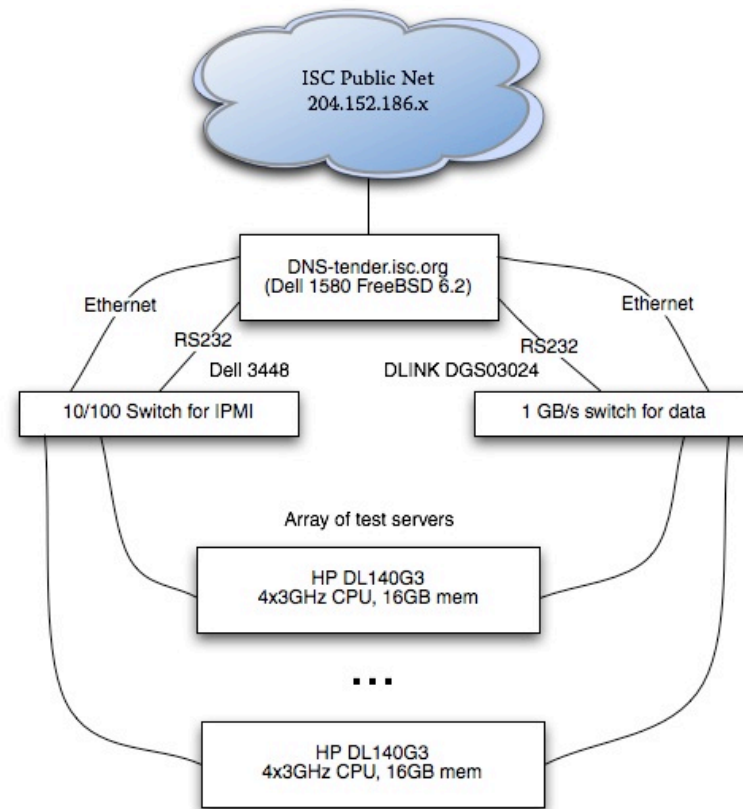 ISC Public Net
204.152.186.x
DNS-tender.isc.org
(Dell 1580 FreeBSD 6.2)
Ethernet
Ethernet
RS232
RS232
Dell 3448
DLINK DGS03024
10/100 Switch for IPMI
1 GB/s switch for data
Array of test servers
HP DL140G3
4x3GHz CPU, 16GB mem
...
HP DL140G3
4x3GHz CPU, 16GB mem